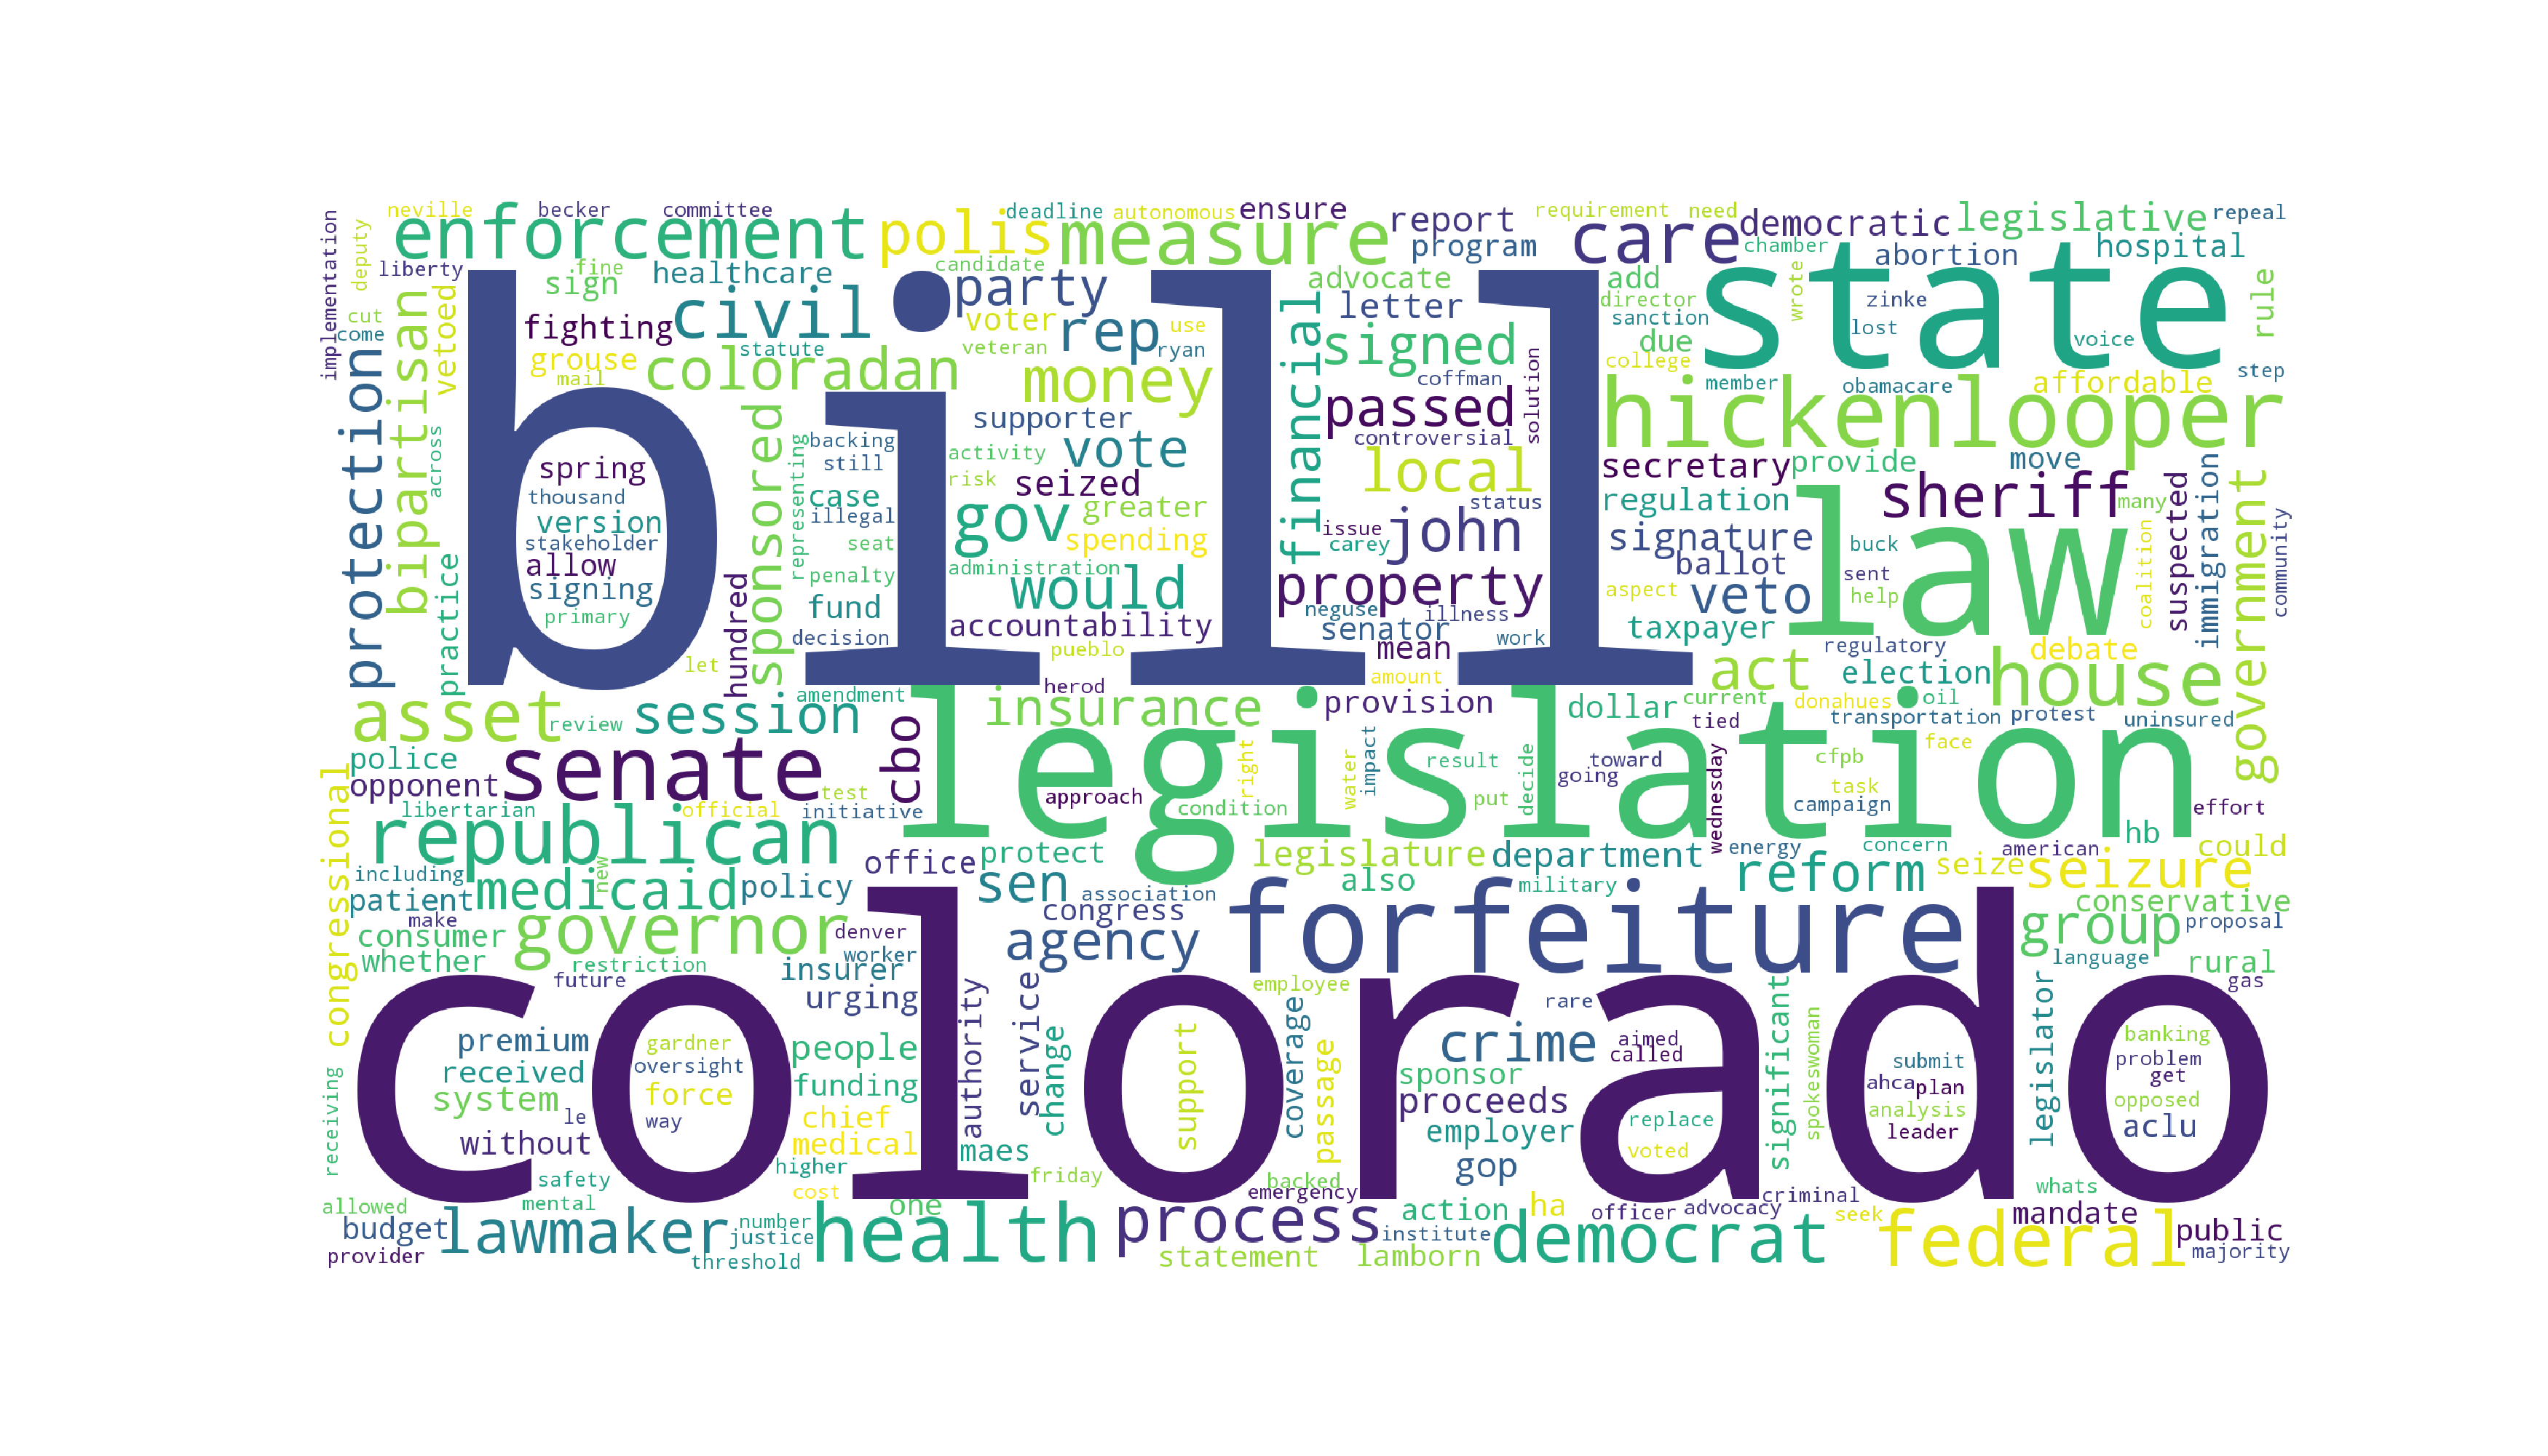 neville becker committee deadline autonomous ensure report requirement need democratic legislative repeal
implementation deputy enforcement polis measure program care chamber abortion hospital
liberty fine sign healthcare candidate party advocate add state rule
cut come vetoed bipartisan fighting civil voter use rep ryan financial letter director sanction wrote zinke lost voice
protection grouse mail statute coloradan veteran money signed coffman solution due college member obamacare affordable step
bill
across sponsored supporter passed controversial hickenlooper
spring backing still representing activity vote risk seized local status secretary provide move sheriff many
thousand version stakeholder allow signing primary case illegal seat penalty gov greater spending issue carey john regulation signature ballot buck sent help law coalition suspected immigration government community
practice hundred fund decision administration would accountability property neguse illness senator work mean aspect veto taxpayer regulatory debate
let pueblo amount act election house
asset review session amendment herod insurance provision dollar current tied donahues oil transportation protest uninsured
police opponent senate cbo legislation approach right condition water impact result put decide going toward wednesday cfpb task face campaign effort
congressional libertarian official test initiative hb could
republican office protect legislature department energy concern american
including patient make medicaid new policy sen association also military reform seize seizure conservative
consumer whether governor denver worker congress agency forfeiture group proposal
restriction future insurer urging employee rare language rural gas
colorado
premium received system le without gardner oversight force way people funding chief medical authority service change support coverage passage crime aimed called sponsor proceeds employer replace voted gop significant spokeswoman submit ahca plan analysis leader legislator banking problem get opposed aclu
receiving safety mental higher cost maes friday backed emergency criminal whats
allowed budget lawmaker number justice threshold one health process action institute ha officer advocacy seek mandate public
provider statement lamborn democrat federal majority